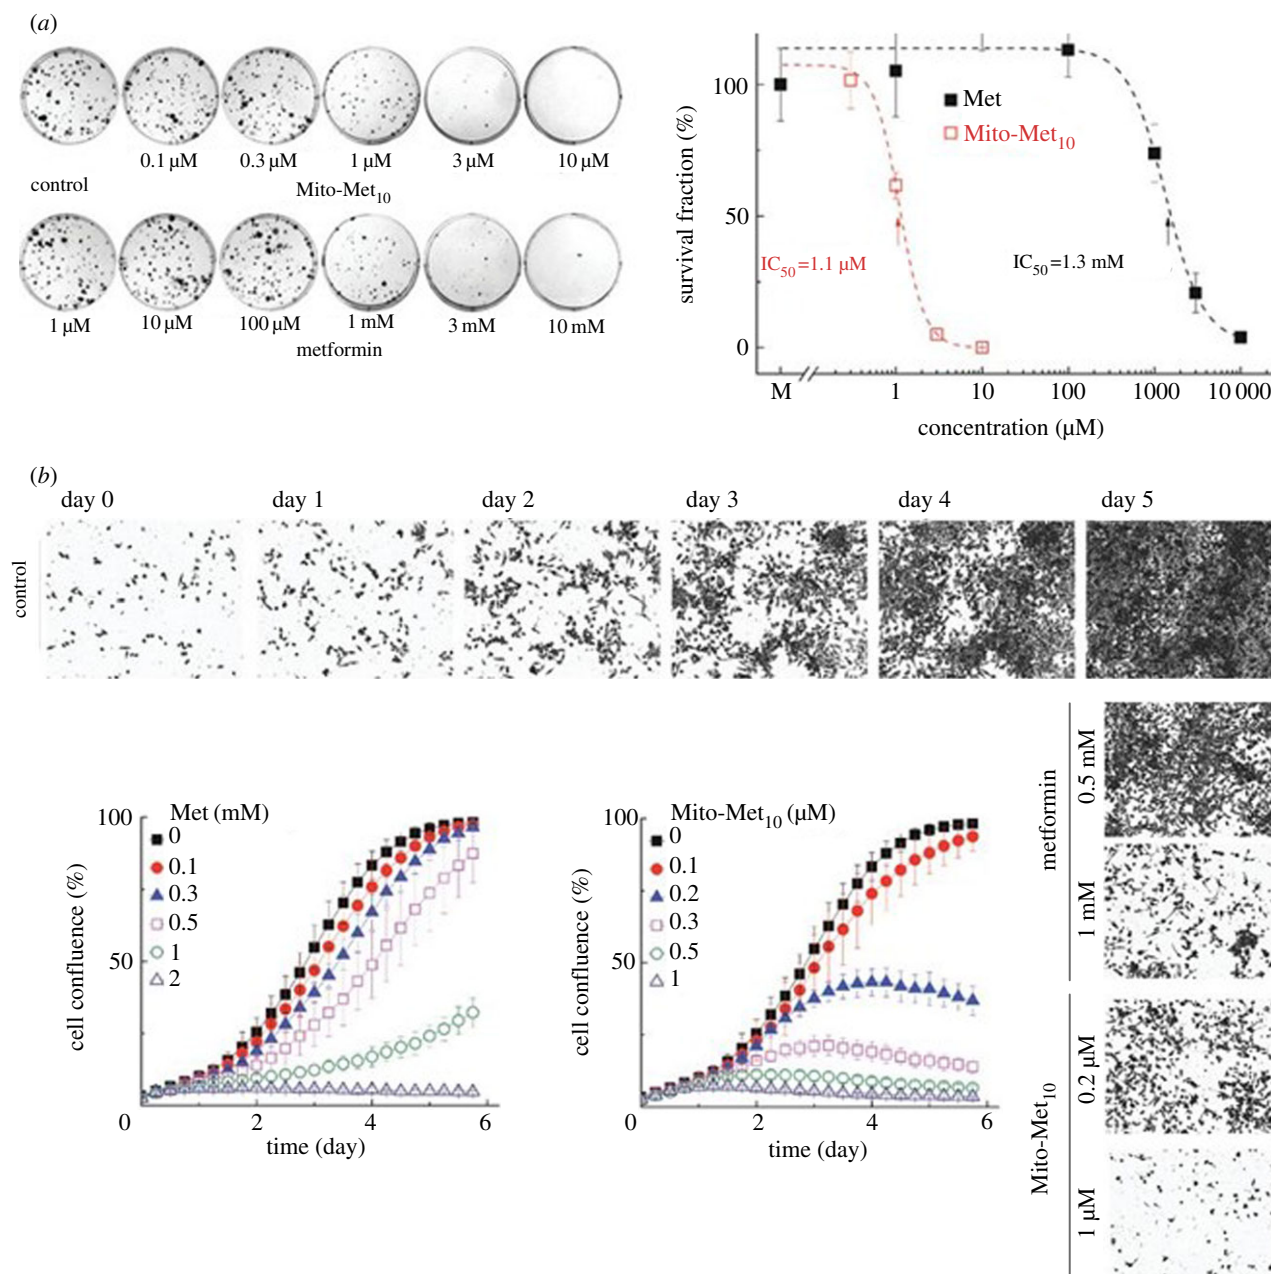 (a)
0.1 µM 0.3 µM 1 µM 3 µM 10 µM
control Mito-Met10
1 µM 10 µM 100 µM 1 mM 3 mM 10 mM
metformin
survival fraction (%)
100
50
0
Met
Mito-Met10
IC50=1.1 µM
IC50=1.3 mM
M 1 10 100 1000 10 000
concentration (µM)
(b)
day 0 day 1 day 2 day 3 day 4 day 5
control
cell confluence (%)
100
50
0 2 4 6
time (day)
Met (mM)
0
0.1
0.3
0.5
1
2
cell confluence (%)
100
50
0 2 4 6
time (day)
Mito-Met10 (µM)
0
0.1
0.2
0.3
0.5
1
metformin
0.5 mM
1 mM
Mito-Met10
0.2 µM
1 µM